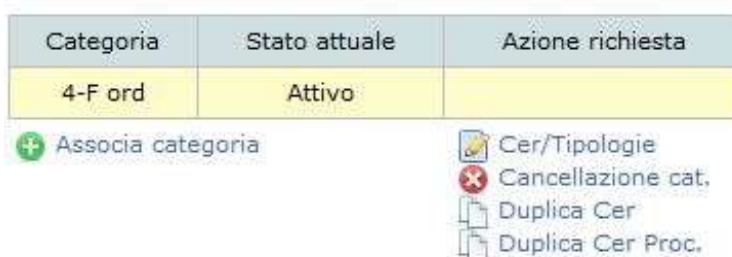 Categoria Stato attuale Azione richiesta
4-F ord Attivo
Associa categoria Cer/Tipologie
Cancellazione cat.
Duplica Cer
Duplica Cer Proc.